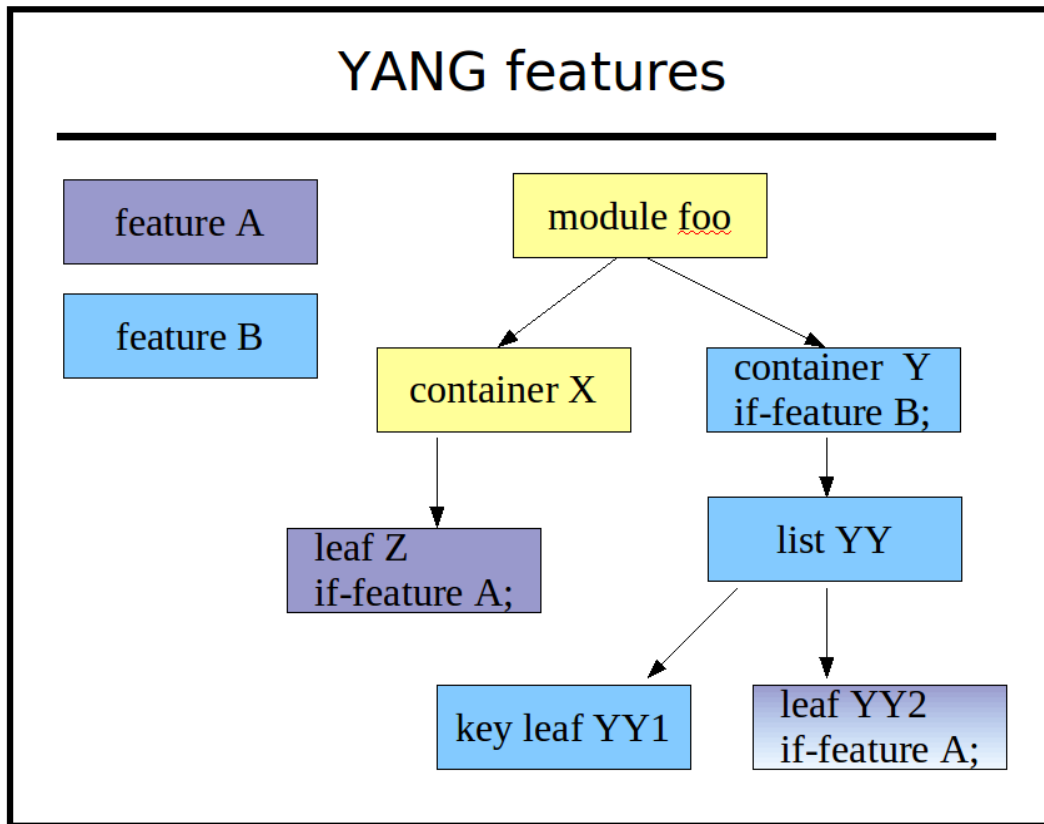 YANG features
feature A
module foo
feature B
container X
container Y
if-feature B;
leaf Z
if-feature A;
list YY
key leaf YY1
leaf YY2
if-feature A;